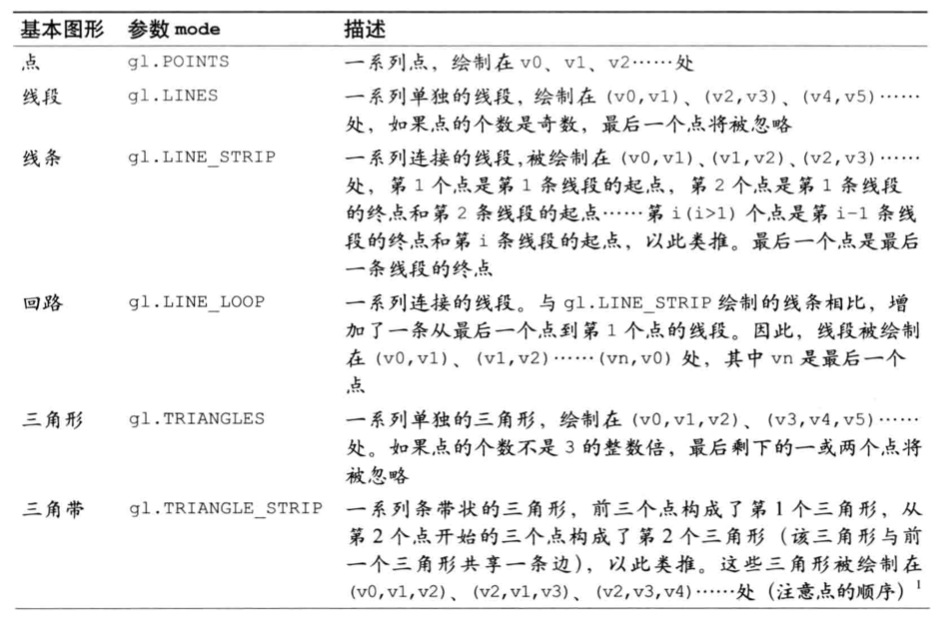 基本图形 参数 mode 描述
点 gl.POINTS 一系列点，绘制在 v0、v1、v2……处
线段 gl.LINES 一系列单独的线段，绘制在 (v0,v1)、(v2,v3)、(v4,v5)……
处，如果点的个数是奇数，最后一个点将被忽略
线条 gl.LINE_STRIP 一系列连接的线段,被绘制在 (v0,v1)、(v1,v2)、(v2,v3)……
处，第 1 个点是第 1 条线段的起点，第 2 个点是第 1 条线段
的终点和第 2 条线段的起点……第 i(i>1) 个点是第 i-1 条线
段的终点和第 i 条线段的起点，以此类推。最后一个点是最后
一条线段的终点
回路 gl.LINE_LOOP 一系列连接的线段。与 gl.LINE_STRIP 绘制的线条相比，增
加了一条从最后一个点到第 1 个点的线段。因此，线段被绘制
在 (v0,v1)、(v1,v2)……(vn,v0) 处，其中 vn 是最后一个
点
三角形 gl.TRIANGLES 一系列单独的三角形，绘制在 (v0,v1,v2)、(v3,v4,v5)……
处。如果点的个数不是 3 的整数倍，最后剩下的一或两个点将
被忽略
三角带 gl.TRIANGLE_STRIP 一系列条带状的三角形，前三个点构成了第 1 个三角形，从
第 2 个点开始的三个点构成了第 2 个三角形（该三角形与前
一个三角形共享一条边），以此类推。这些三角形被绘制在
(v0,v1,v2)、(v2,v1,v3)、(v2,v3,v4)……处（注意点的顺序）1